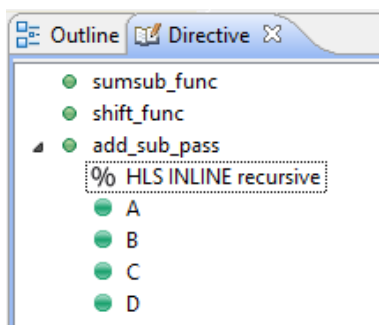 Outline Directive
sumsub_func
shift_func
add_sub_pass
% HLS INLINE recursive
A
B
C
D